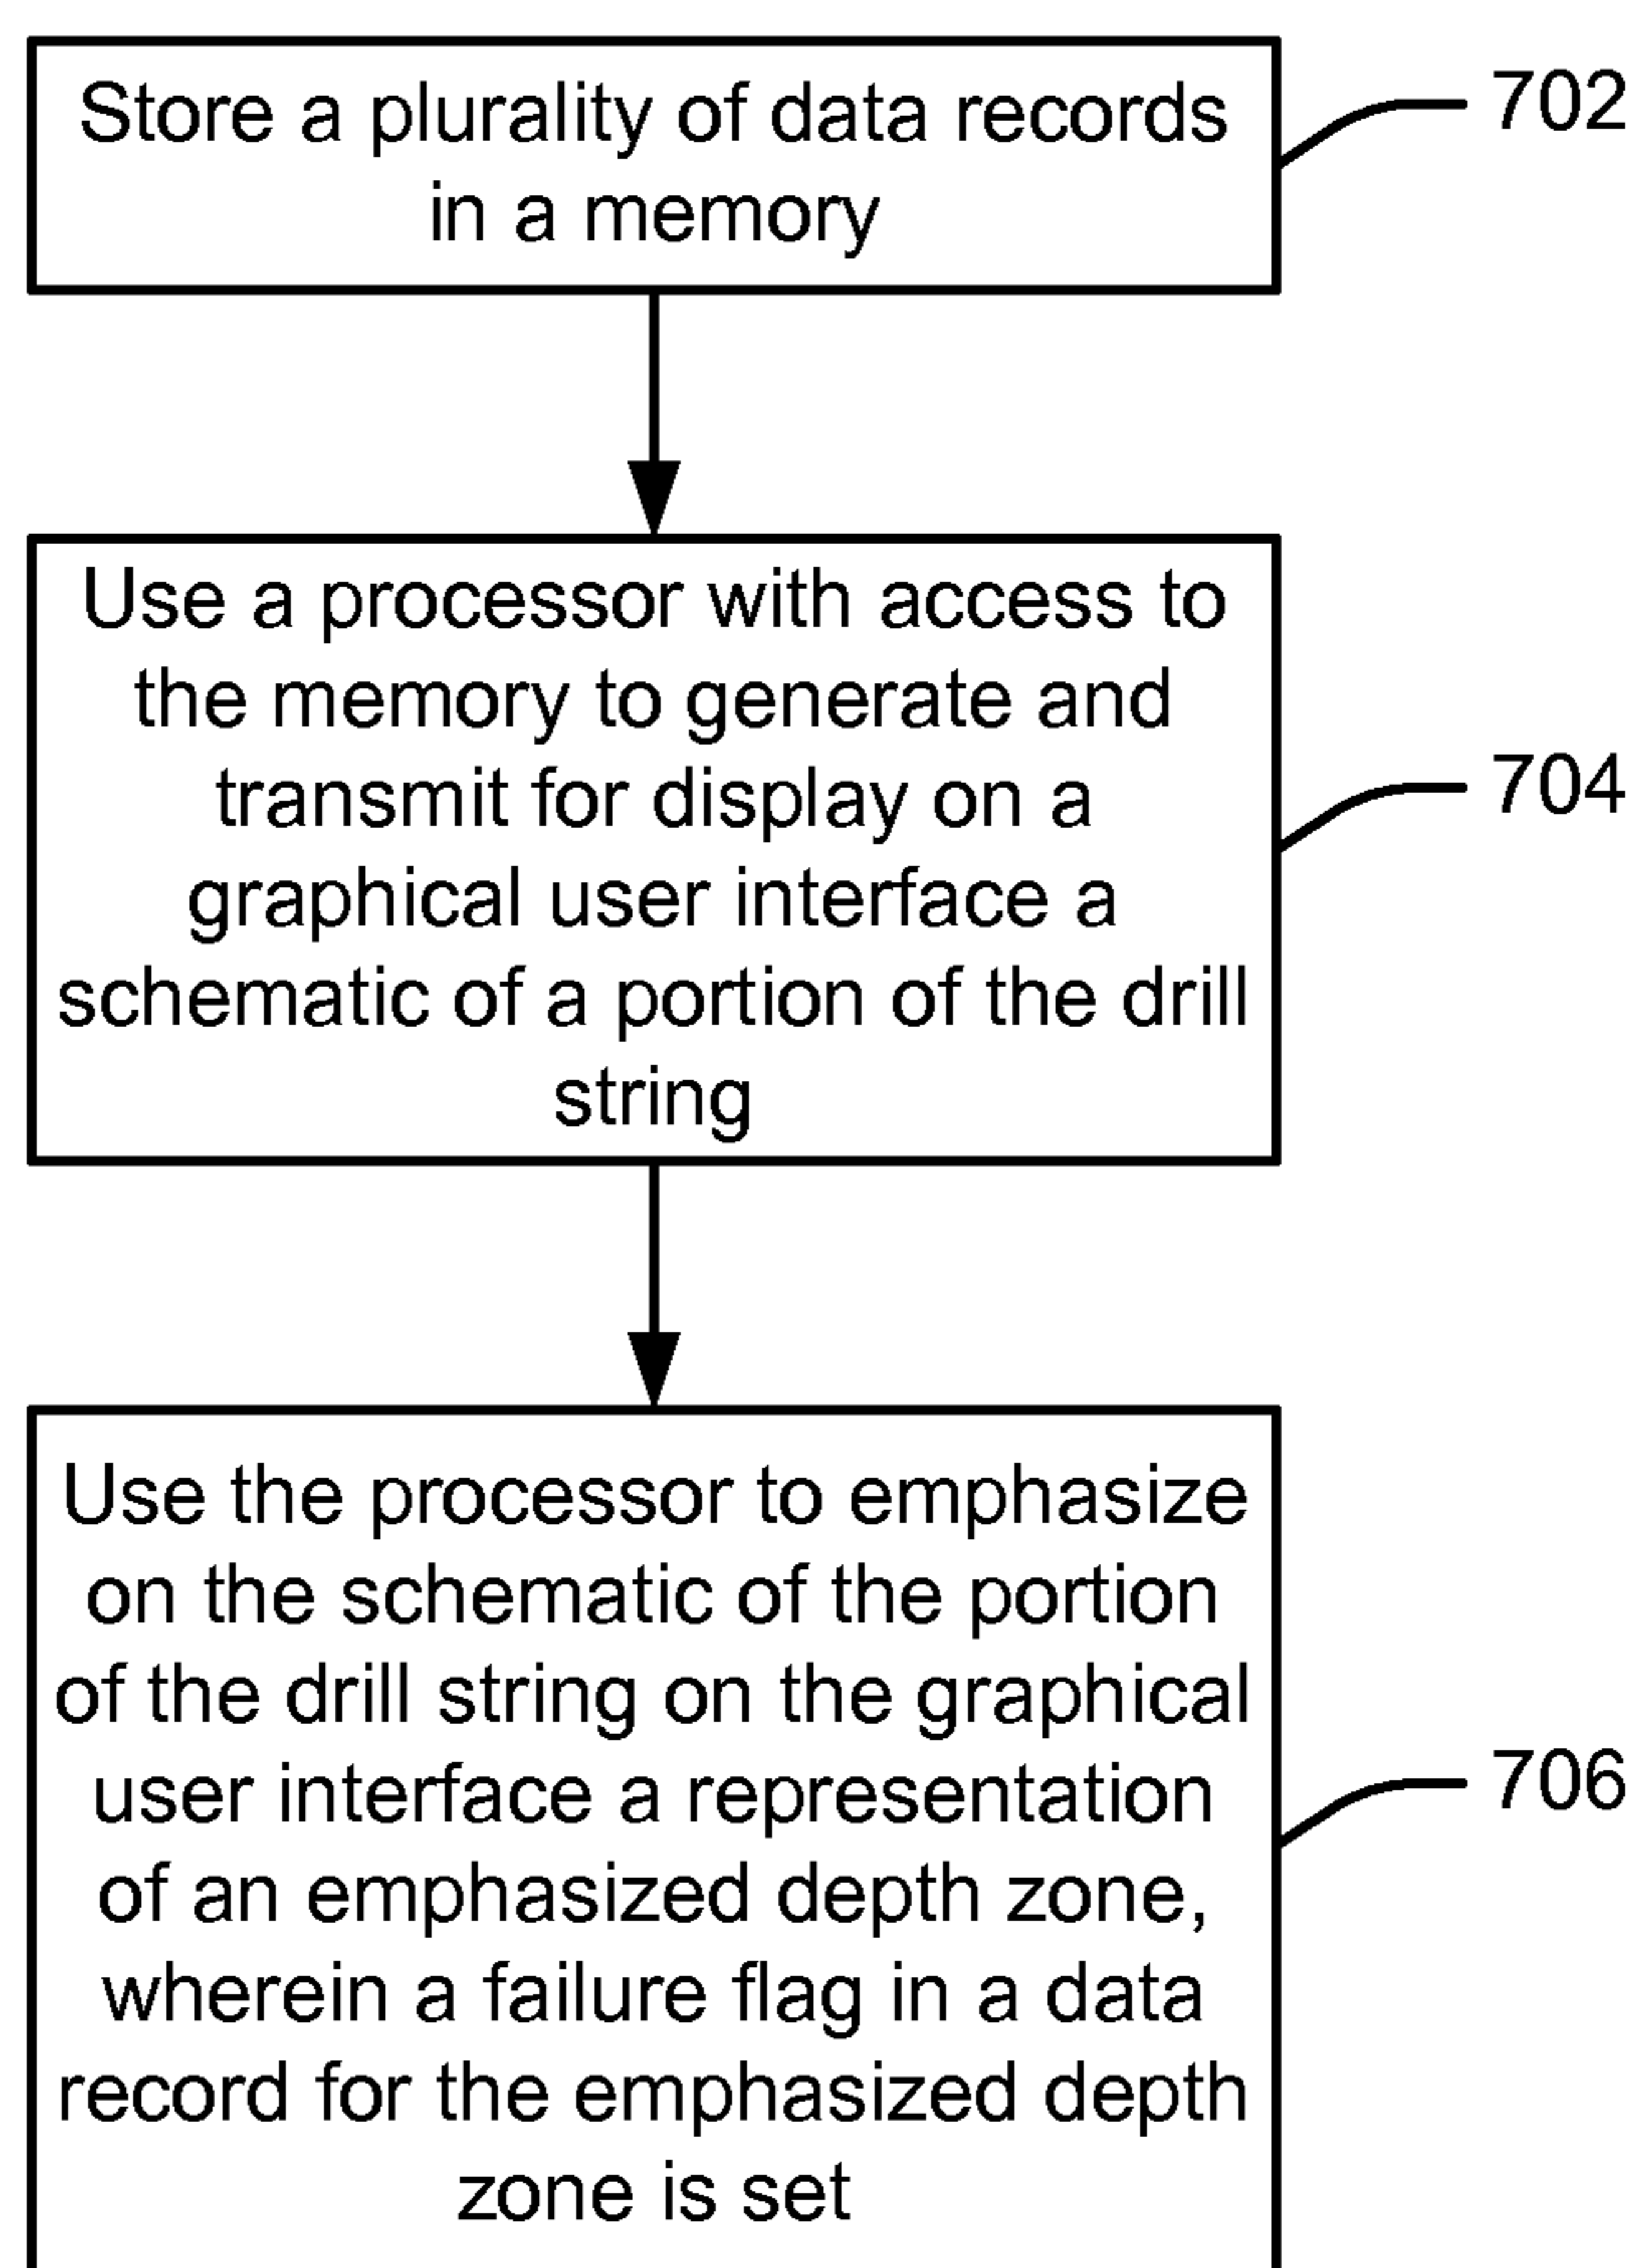 Store a plurality of data records
in a memory
702
Use a processor with access to
the memory to generate and
transmit for display on a
graphical user interface a
schematic of a portion of the drill
string
704
Use the processor to emphasize
on the schematic of the portion
of the drill string on the graphical
user interface a representation
of an emphasized depth zone,
wherein a failure flag in a data
record for the emphasized depth
zone is set
706